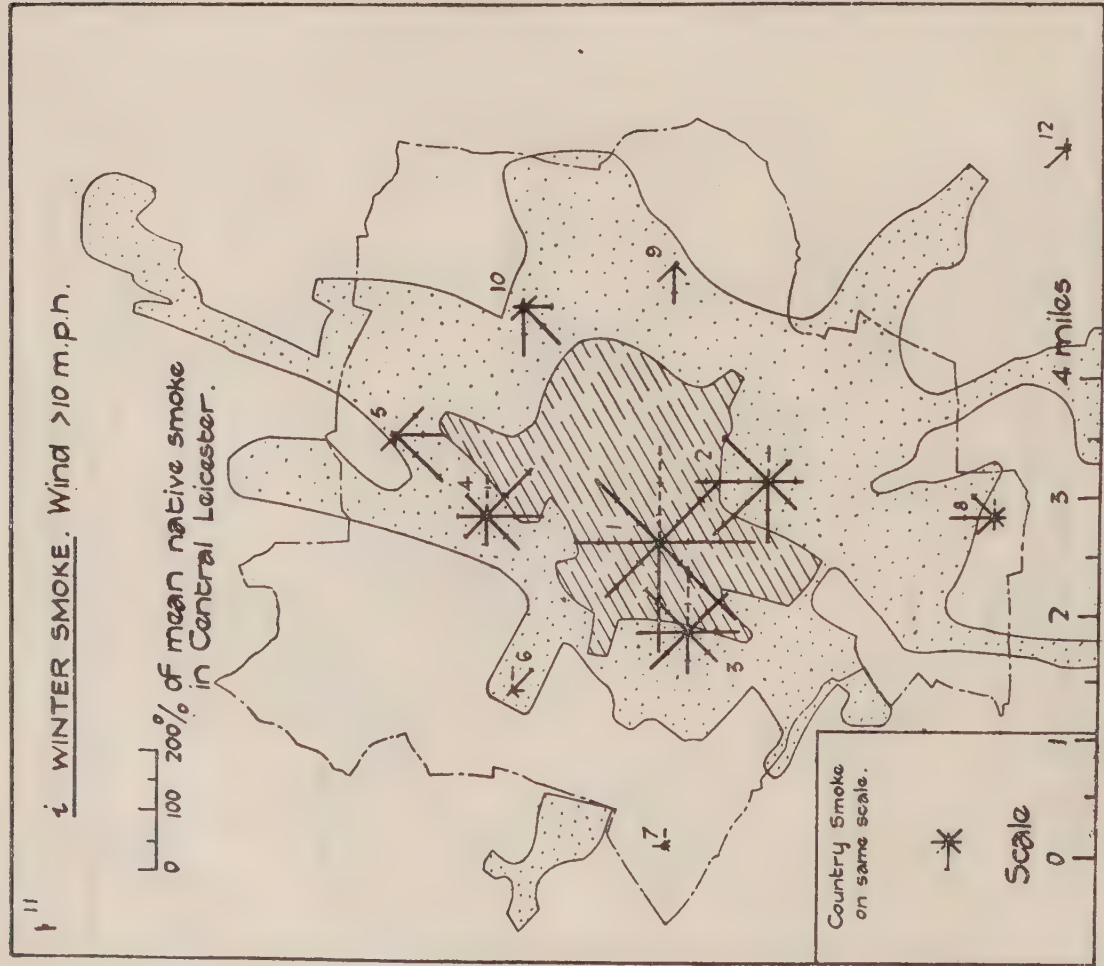 i WINTER SMOKE. Wind >10 m.p.h.
0 100 200% of mean native smoke
in Cantral Leicester.
11
5
10
4
9
6
1
2
3
7
8
12
Country Smoke
on same scale.
Scale
0 1 2 3 4 miles